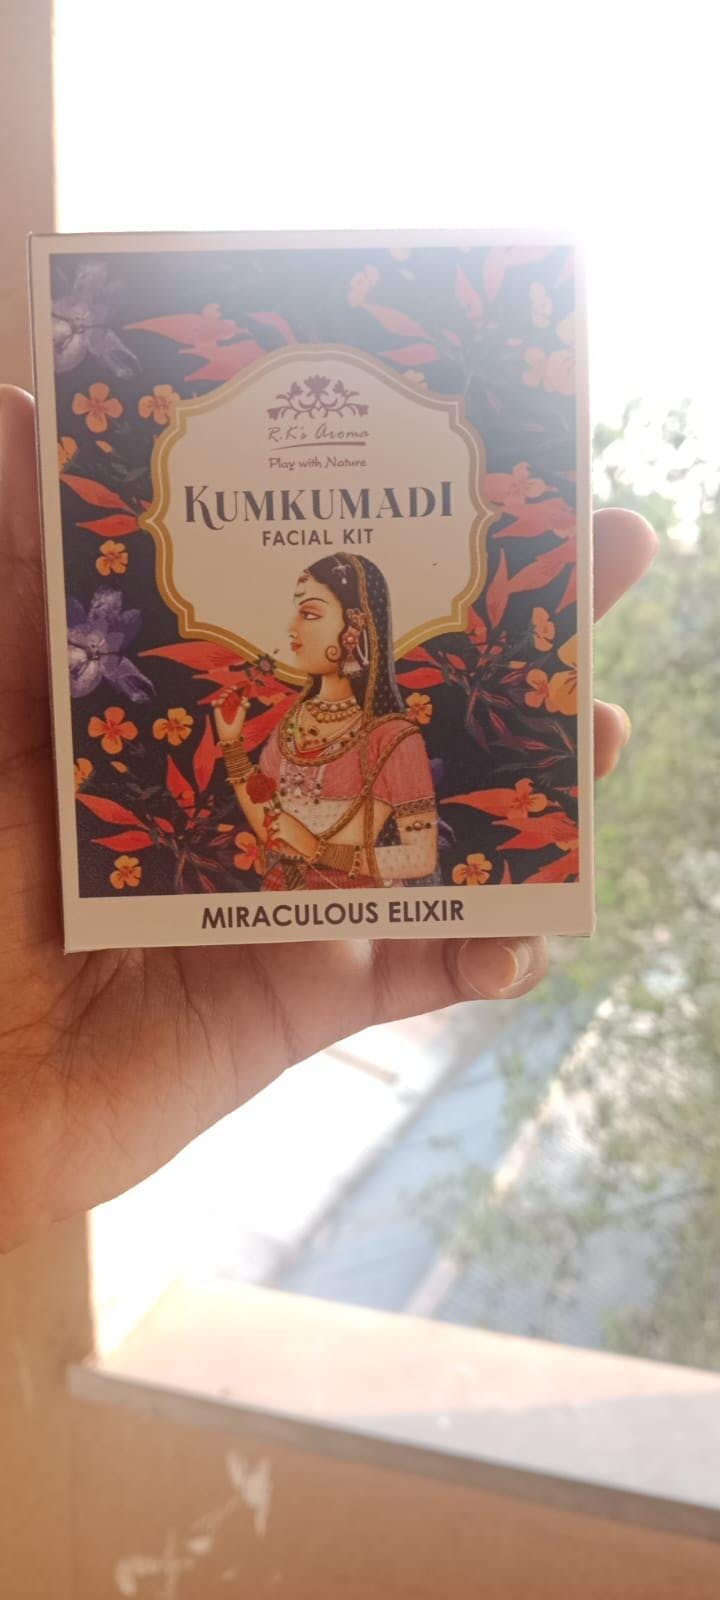 R.K's Aroma
Play with Nature
KUMKUMADI
FACIAL KIT
MIRACULOUS ELIXIR